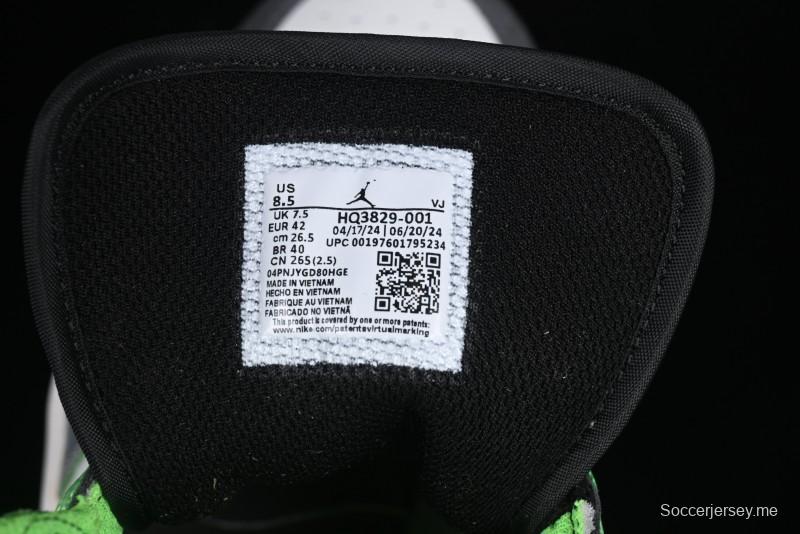 US
8.5
VJ
UK 7.5
HQ3829-001
EUR 42
04/17/24 | 06/20/24
cm 26.5
UPC 00197601795234
BR 40
CN 265(2.5)
04PNJYGD80HGE
MADE IN VIETNAM
HECHO EN VIETNAM
FABRIQUE AU VIETNAM
FABRICADO NO VIETNÃ
This product is covered by one or more patents:
www.nike.com/patentsvirtualmarking
Soccerjersey.me